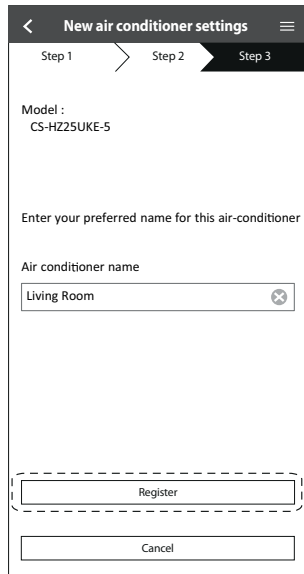 New air conditioner settings
Step 1 Step 2 Step 3
Model :
CS-HZ25UKE-5
Enter your preferred name for this air-conditioner
Air conditioner name
Living Room
Register
Cancel